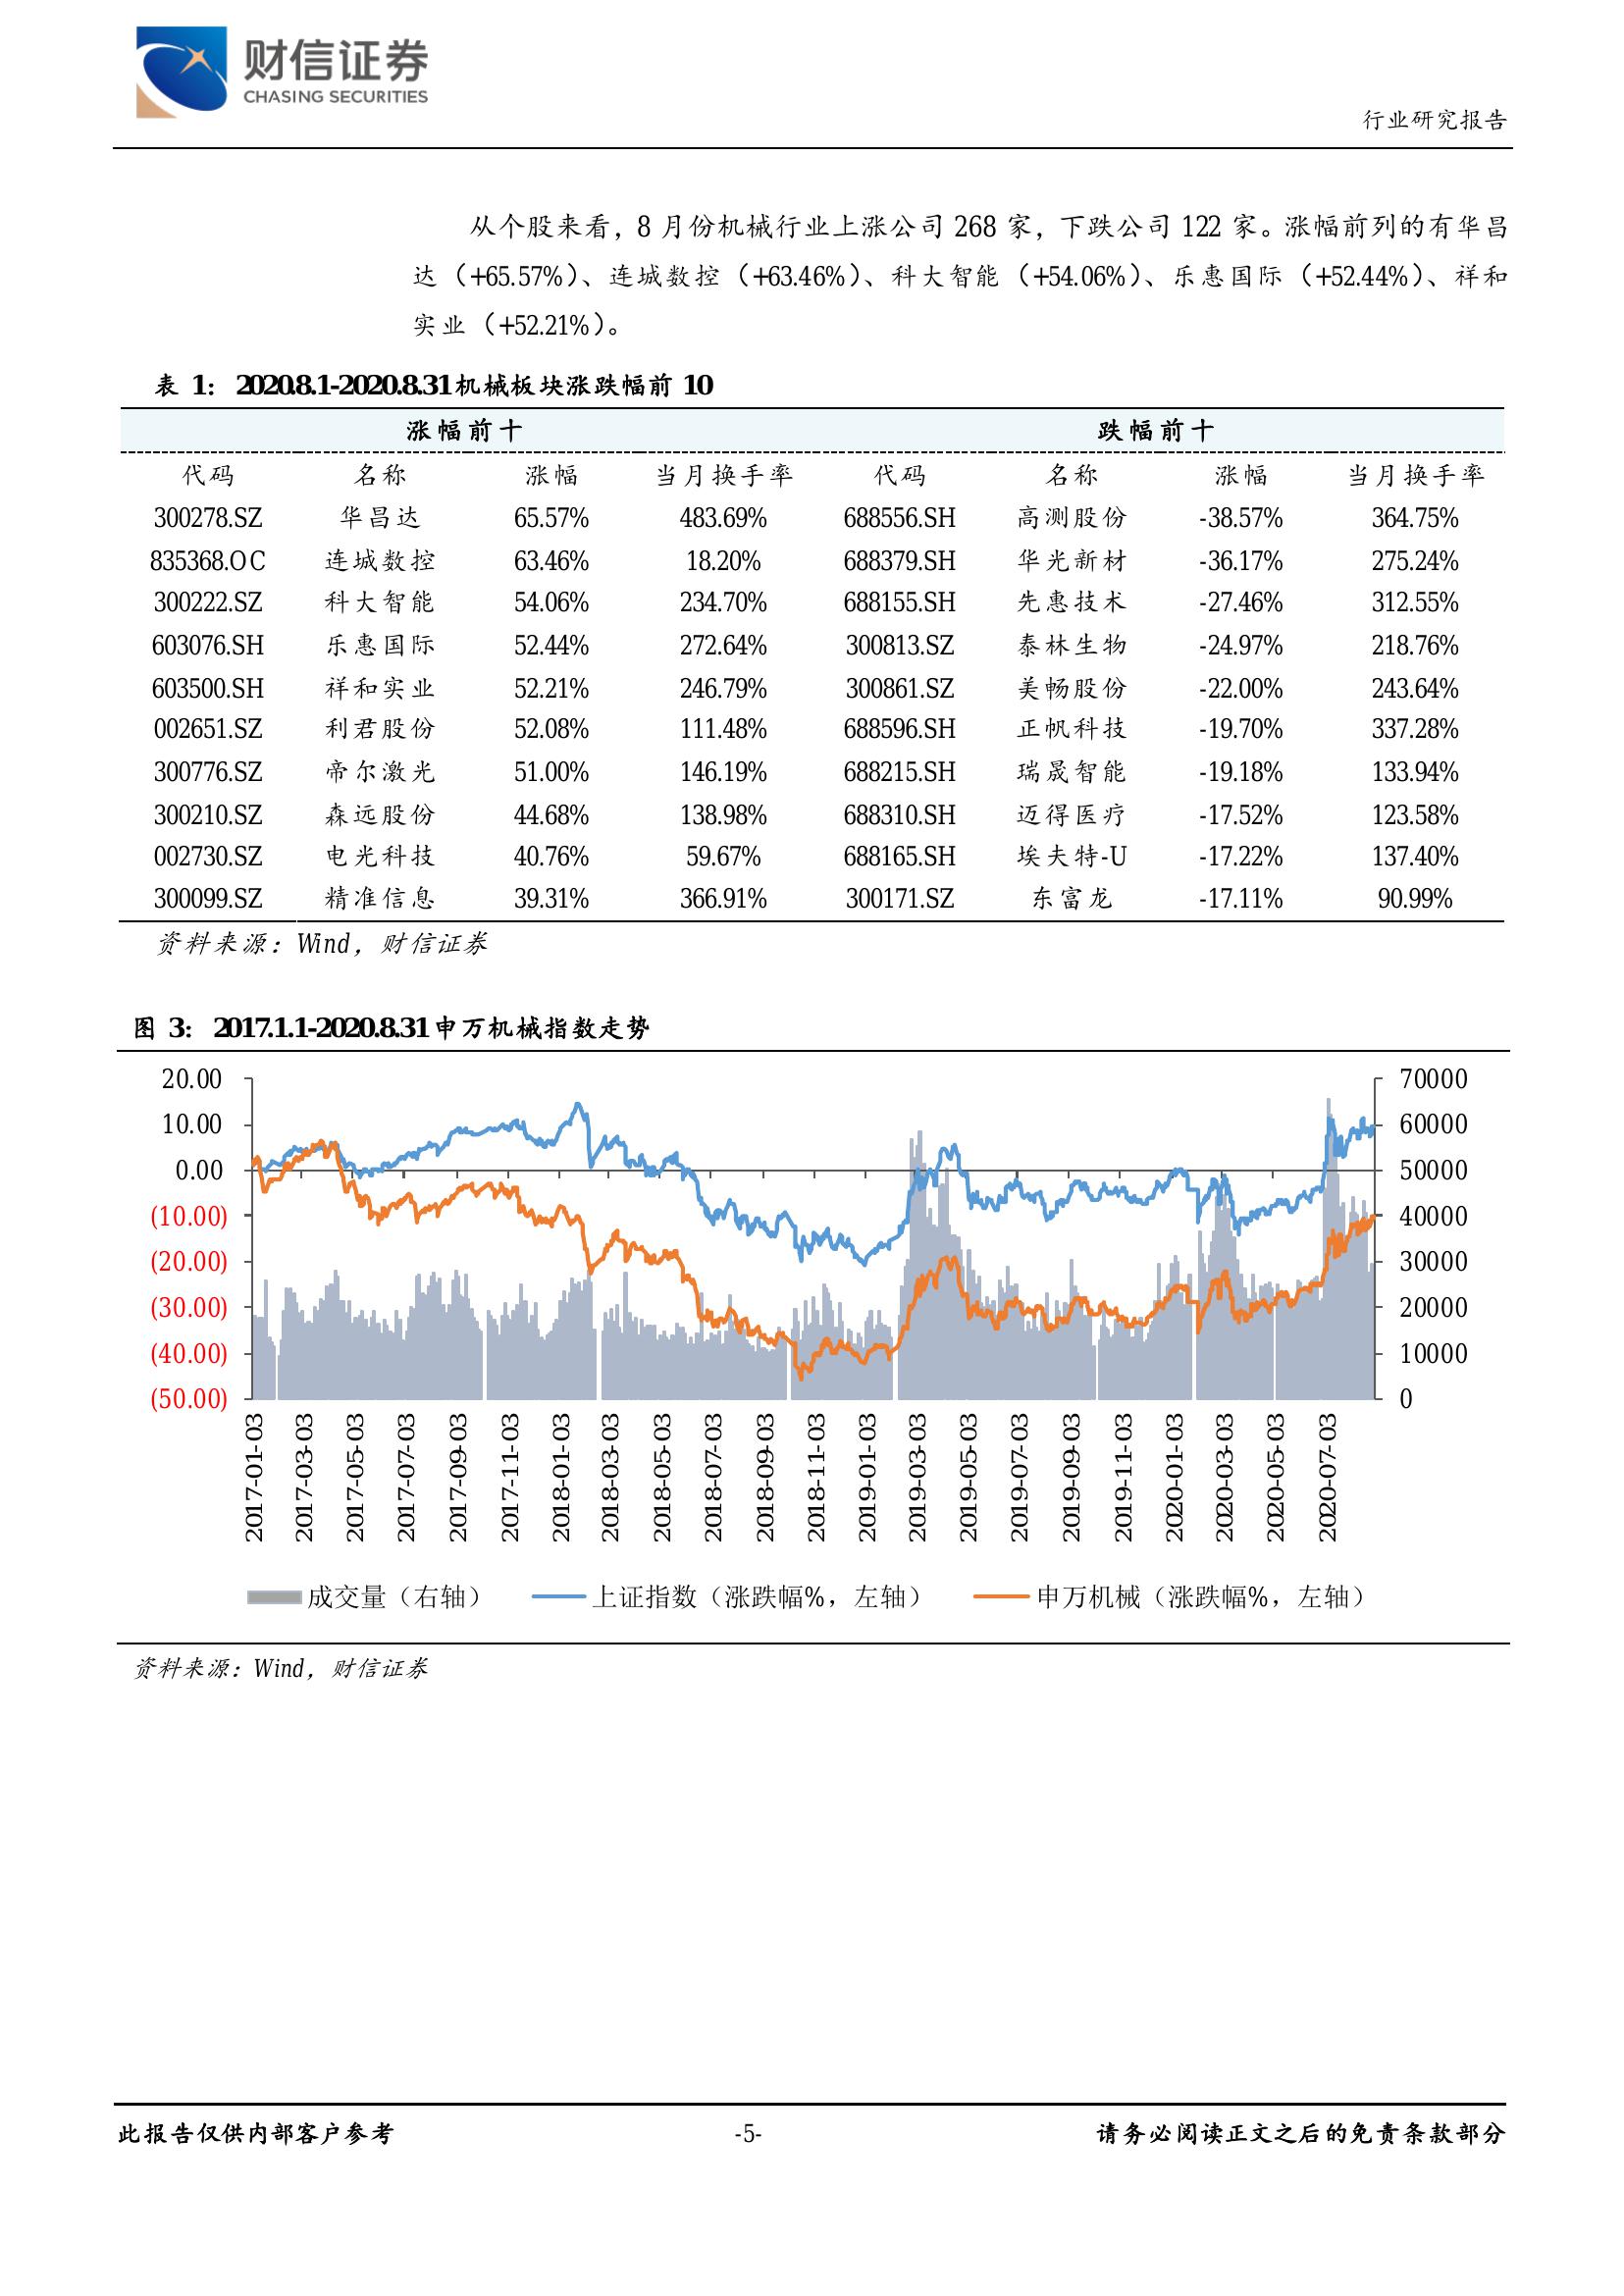 财信证券
CHASING SECURITIES
行业研究报告
从个股来看，8 月份机械行业上涨公司 268 家，下跌公司 122 家。涨幅前列的有华昌
达（+65.57%）、连城数控（+63.46%）、科大智能（+54.06%）、乐惠国际（+52.44%）、祥和
实业（+52.21%）。
表 1： 2020.8.1-2020.8.31机械板块涨跌幅前 10
涨幅前十 跌幅前十
代码 名称 涨幅 当月换手率 代码 名称 涨幅 当月换手率
300278.SZ 华昌达 65.57% 483.69% 688556.SH 高测股份 -38.57% 364.75%
835368.OC 连城数控 63.46% 18.20% 688379.SH 华光新材 -36.17% 275.24%
300222.SZ 科大智能 54.06% 234.70% 688155.SH 先惠技术 -27.46% 312.55%
603076.SH 乐惠国际 52.44% 272.64% 300813.SZ 泰林生物 -24.97% 218.76%
603500.SH 祥和实业 52.21% 246.79% 300861.SZ 美畅股份 -22.00% 243.64%
002651.SZ 利君股份 52.08% 111.48% 688596.SH 正帆科技 -19.70% 337.28%
300776.SZ 帝尔激光 51.00% 146.19% 688215.SH 瑞晟智能 -19.18% 133.94%
300210.SZ 森远股份 44.68% 138.98% 688310.SH 迈得医疗 -17.52% 123.58%
002730.SZ 电光科技 40.76% 59.67% 688165.SH 埃夫特-U -17.22% 137.40%
300099.SZ 精准信息 39.31% 366.91% 300171.SZ 东富龙 -17.11% 90.99%
资料来源：Wind，财信证券
图 3： 2017.1.1-2020.8.31申万机械指数走势
20.00 70000
10.00 60000
0.00 50000
(10.00) 40000
(20.00) 30000
(30.00) 20000
(40.00) 10000
(50.00) 0
2017-01-03 2017-03-03 2017-05-03 2017-07-03 2017-09-03 2017-11-03 2018-01-03 2018-03-03 2018-05-03 2018-07-03 2018-09-03 2018-11-03 2019-01-03 2019-03-03 2019-05-03 2019-07-03 2019-09-03 2019-11-03 2020-01-03 2020-03-03 2020-05-03 2020-07-03
成交量（右轴） 上证指数（涨跌幅%，左轴） 申万机械（涨跌幅%，左轴）
资料来源：Wind，财信证券
此报告仅供内部客户参考 -5- 请务必阅读正文之后的免责条款部分